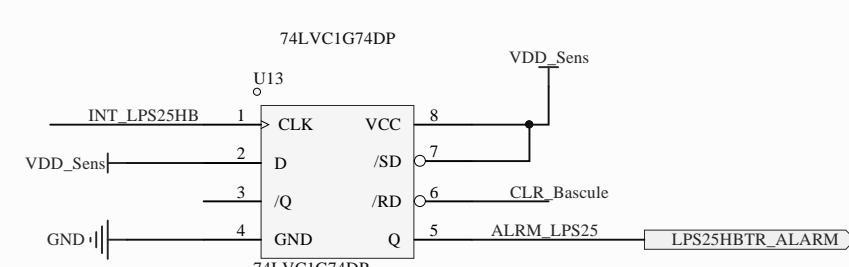 74LVC1G74DP
VDD_Sens
U13
INT_LPS25HB 1 CLK VCC 8
VDD_Sens 2 D /SD 7
3 /Q /RD 6 CLR_Bascule
GND 4 GND Q 5 ALRM_LPS25 LPS25HBTR_ALARM
74LVC1G74DP